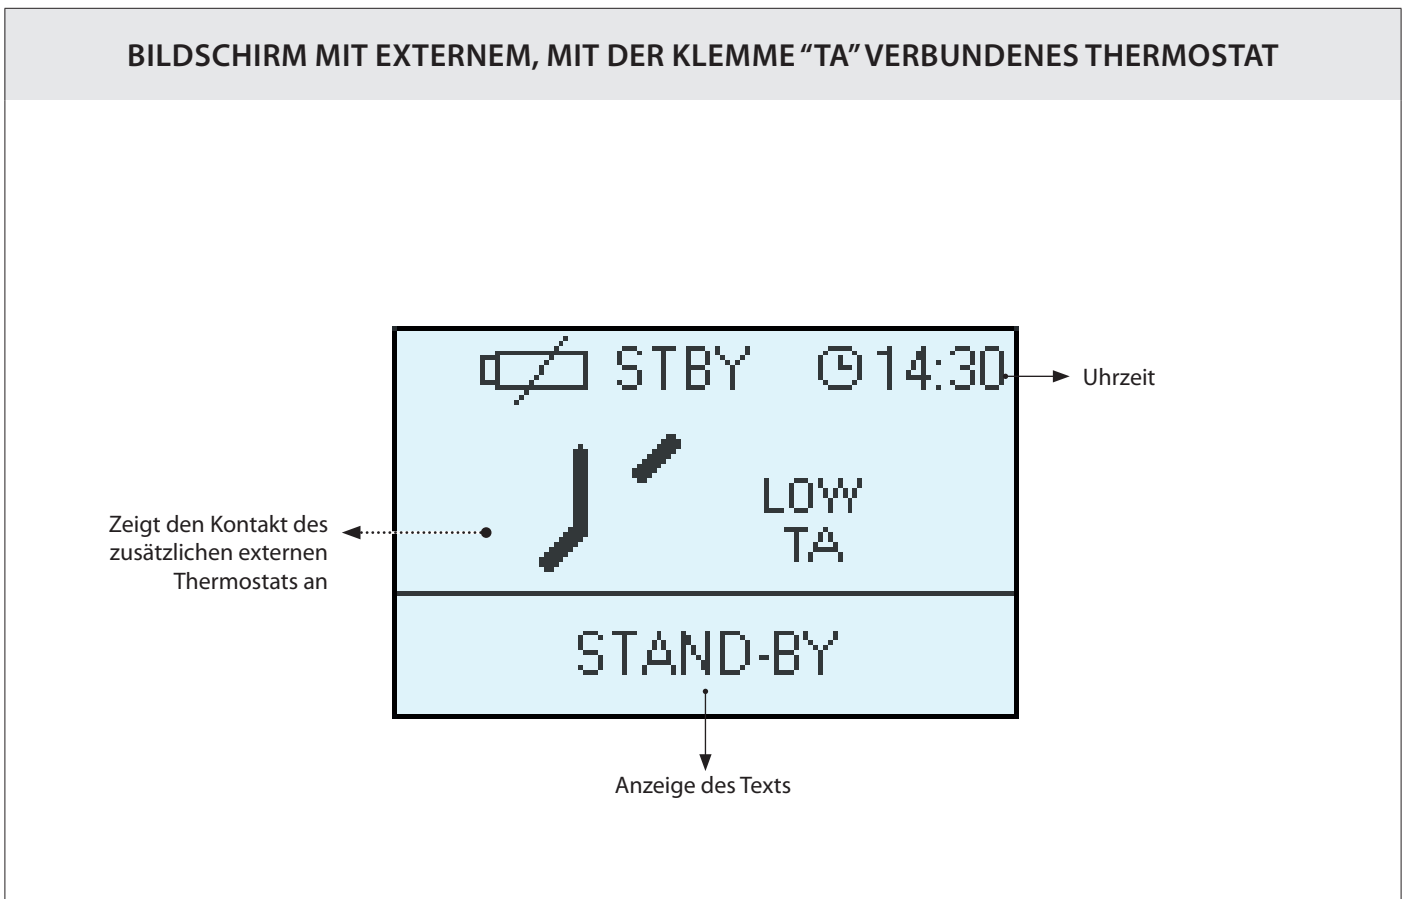 BILDSCHIRM MIT EXTERNEM, MIT DER KLEMME “TA” VERBUNDENES THERMOSTAT
STBY 14:30
Uhrzeit
LOW
TA
Zeigt den Kontakt des
zusätzlichen externen
Thermostats an
STAND-BY
Anzeige des Texts